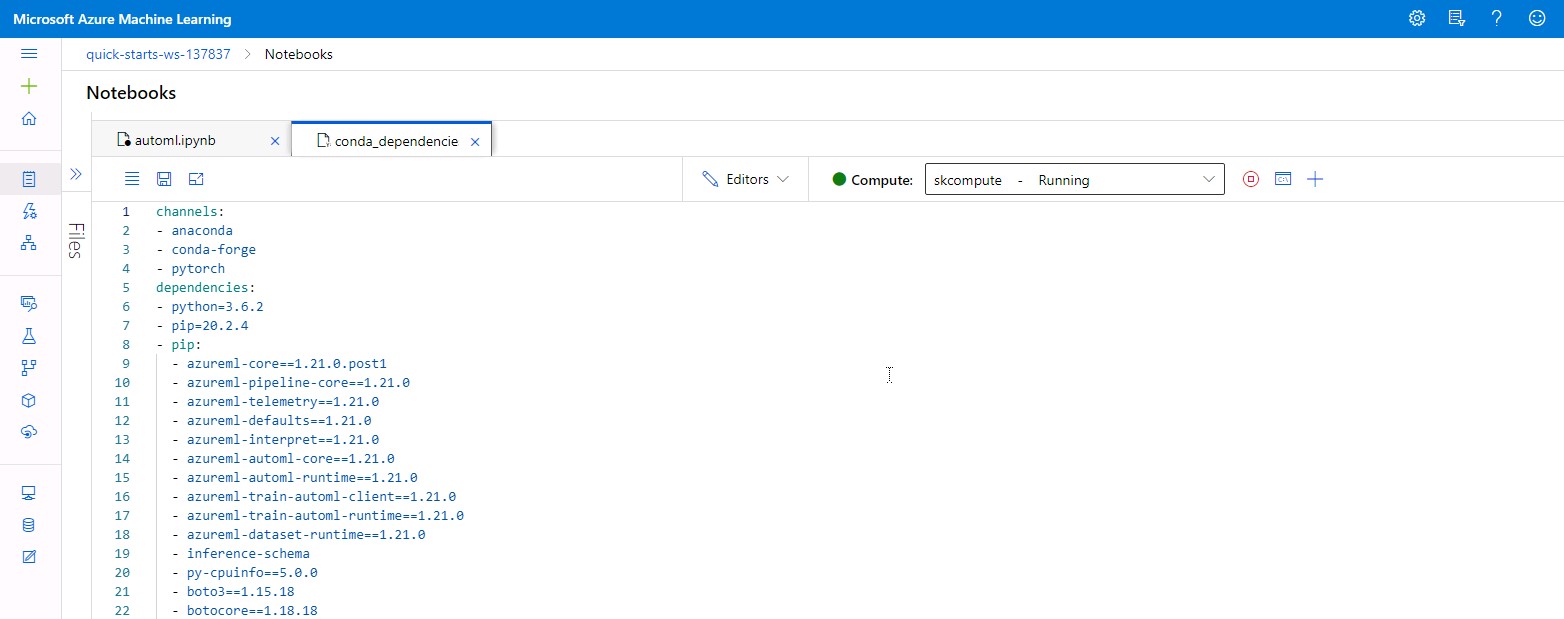 Microsoft Azure Machine Learning
quick-starts-ws-137837 > Notebooks
Notebooks
automl.ipynb
conda_dependencie
Editors
Compute:
skcompute - Running
Files
1 channels:
2 - anaconda
3 - conda-forge
4 - pytorch
5 dependencies:
6 - python=3.6.2
7 - pip=20.2.4
8 - pip:
9 - azureml-core==1.21.0.post1
10 - azureml-pipeline-core==1.21.0
11 - azureml-telemetry==1.21.0
12 - azureml-defaults==1.21.0
13 - azureml-interpret==1.21.0
14 - azureml-automl-core==1.21.0
15 - azureml-automl-runtime==1.21.0
16 - azureml-train-automl-client==1.21.0
17 - azureml-train-automl-runtime==1.21.0
18 - azureml-dataset-runtime==1.21.0
19 - inference-schema
20 - py-cpuinfo==5.0.0
21 - boto3==1.15.18
22 - botocore==1.18.18